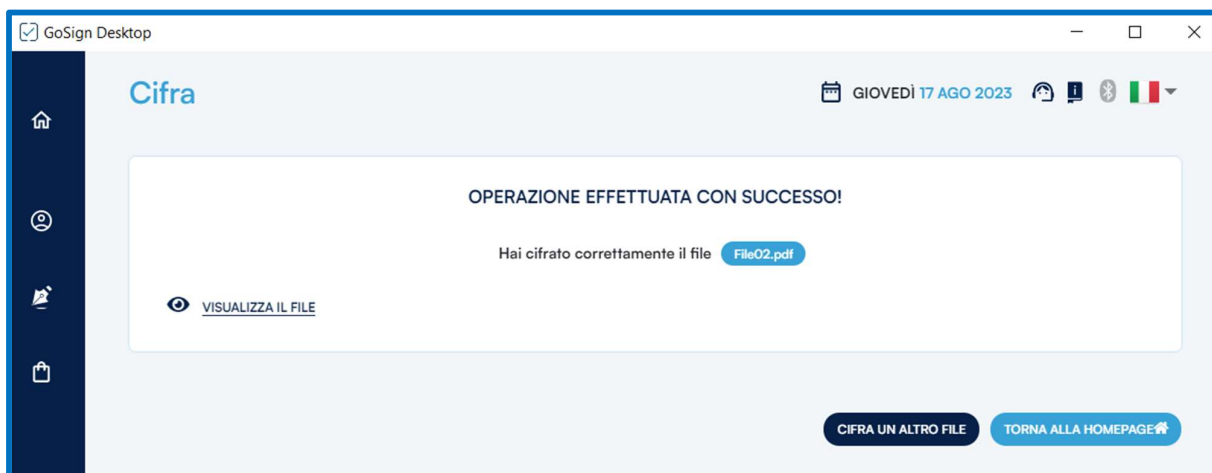 GoSign Desktop
Cifra
GIOVEDÌ 17 AGO 2023
OPERAZIONE EFFETTUATA CON SUCCESSO!
Hai cifrato correttamente il file File02.pdf
VISUALIZZA IL FILE
CIFRA UN ALTRO FILE
TORNA ALLA HOMEPAGE